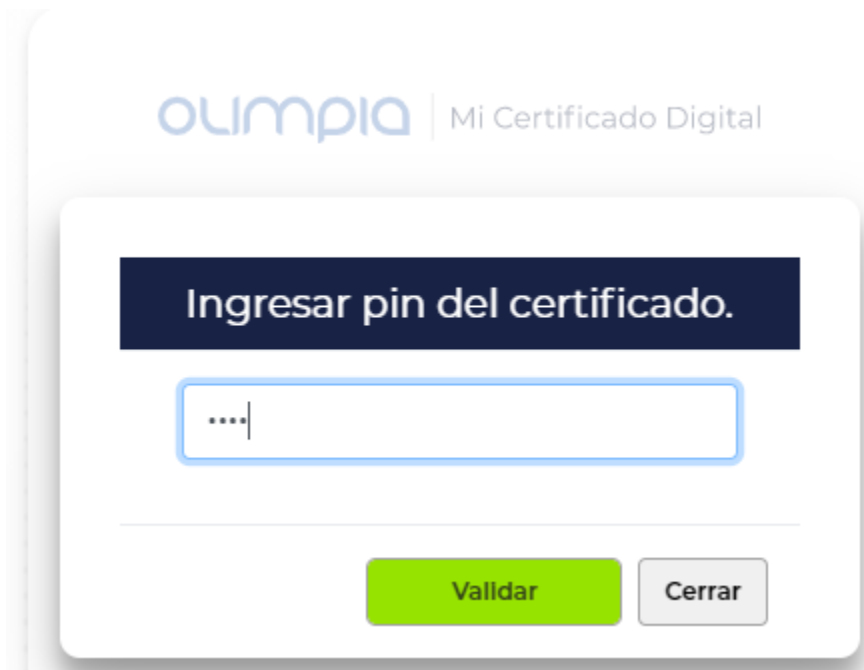 OLIMPIA | Mi Certificado Digital
Ingresar pin del certificado.
••••
Validar Cerrar